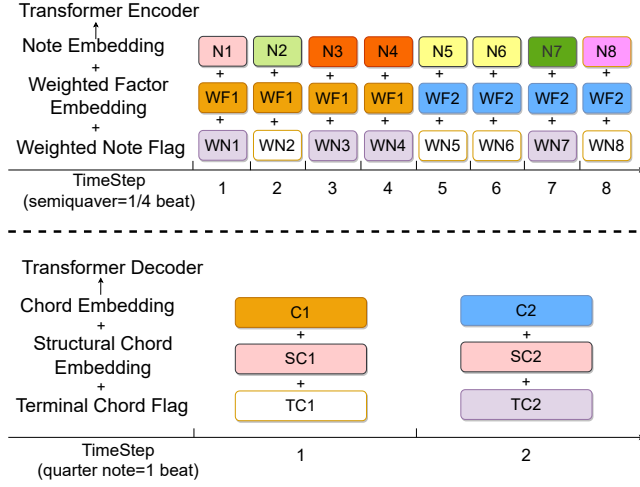 Transformer Encoder
Note Embedding N1 N2 N3 N4 N5 N6 N7 N8
+ + + + + + + + +
Weighted Factor
Embedding WF1 WF1 WF1 WF1 WF2 WF2 WF2 WF2
+ + + + + + + + +
Weighted Note Flag WN1 WN2 WN3 WN4 WN5 WN6 WN7 WN8
TimeStep
(semiquaver=1/4 beat) 1 2 3 4 5 6 7 8
Transformer Decoder
Chord Embedding C1 C2
+ + +
Structural Chord
Embedding SC1 SC2
+ + +
Terminal Chord Flag TC1 TC2
TimeStep
(quarter note=1 beat) 1 2